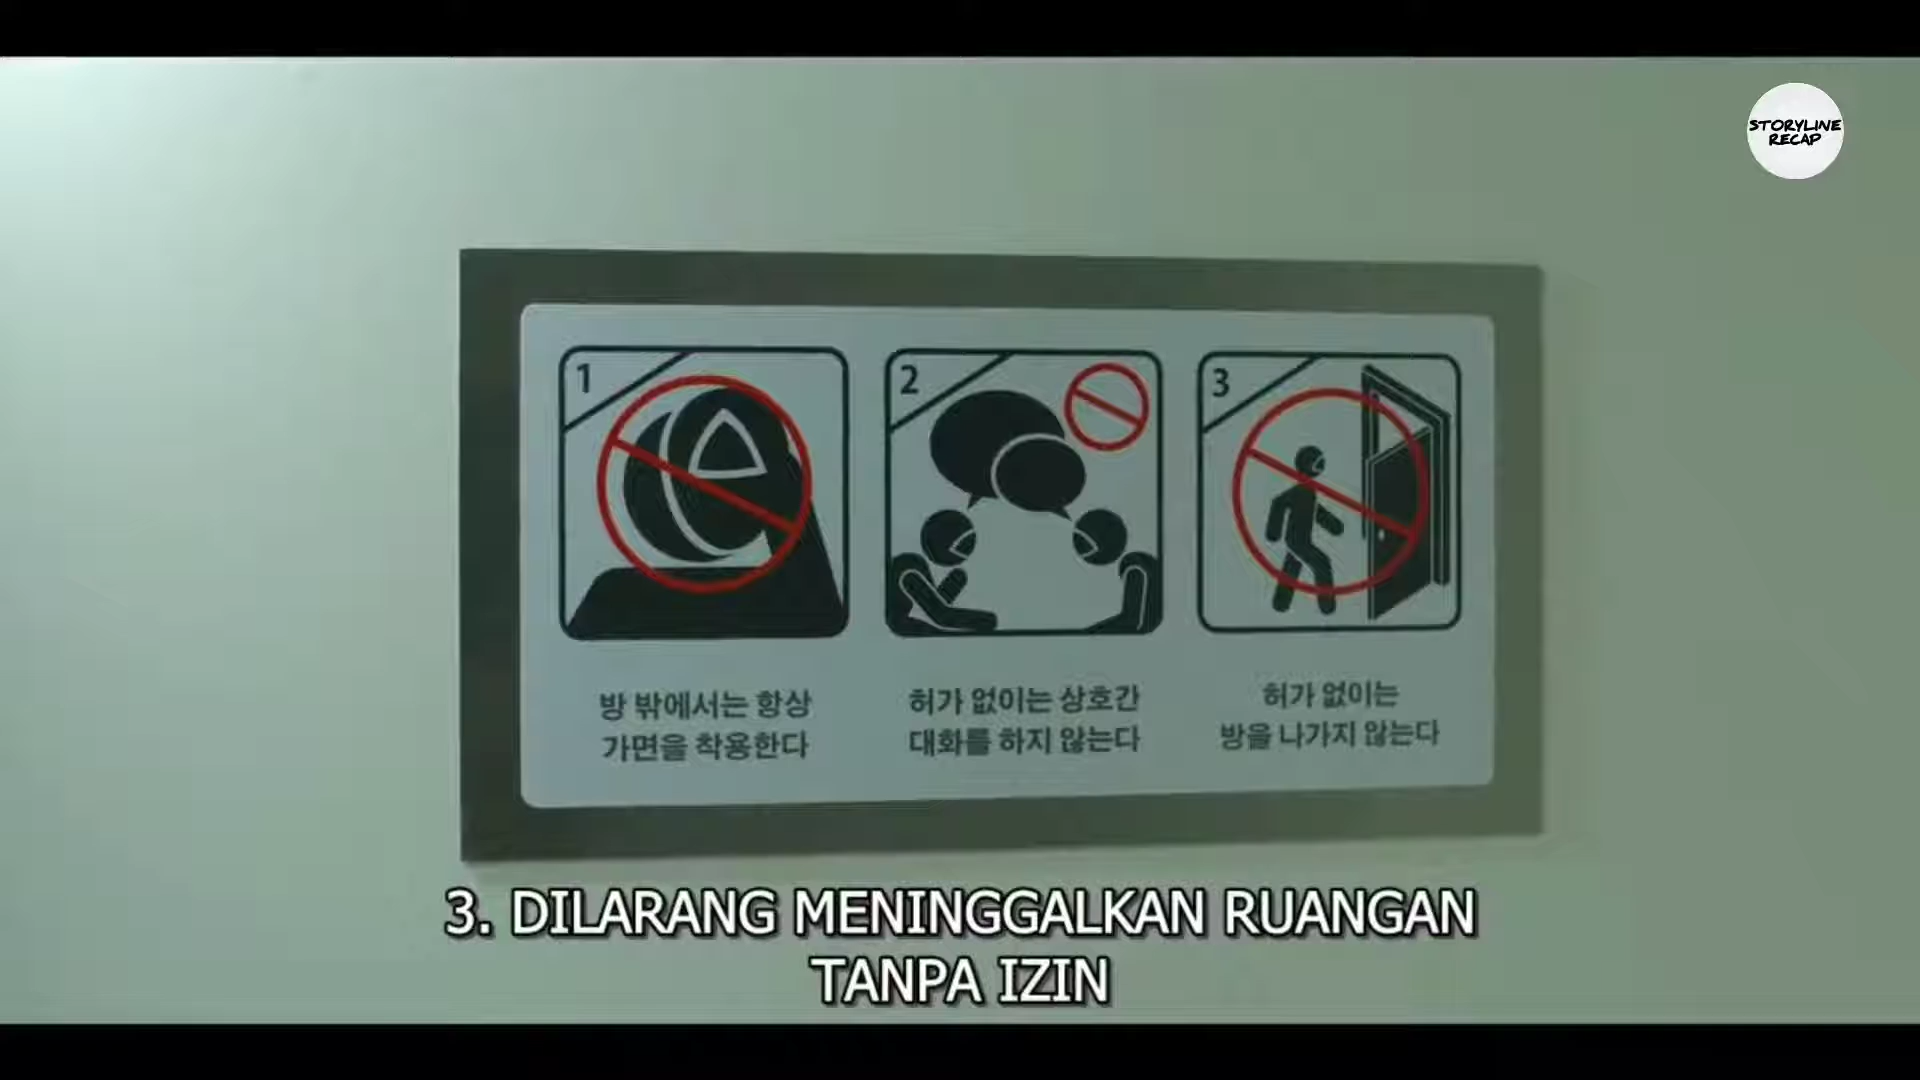 STORYLINE
RECAP
1
2
3
방 밖에서는 항상
가면을 착용한다
허가 없이는 상호간
대화를 하지 않는다
허가 없이는
방을 나가지 않는다
3. DILARANG MENINGGALKAN RUANGAN
TANPA IZIN